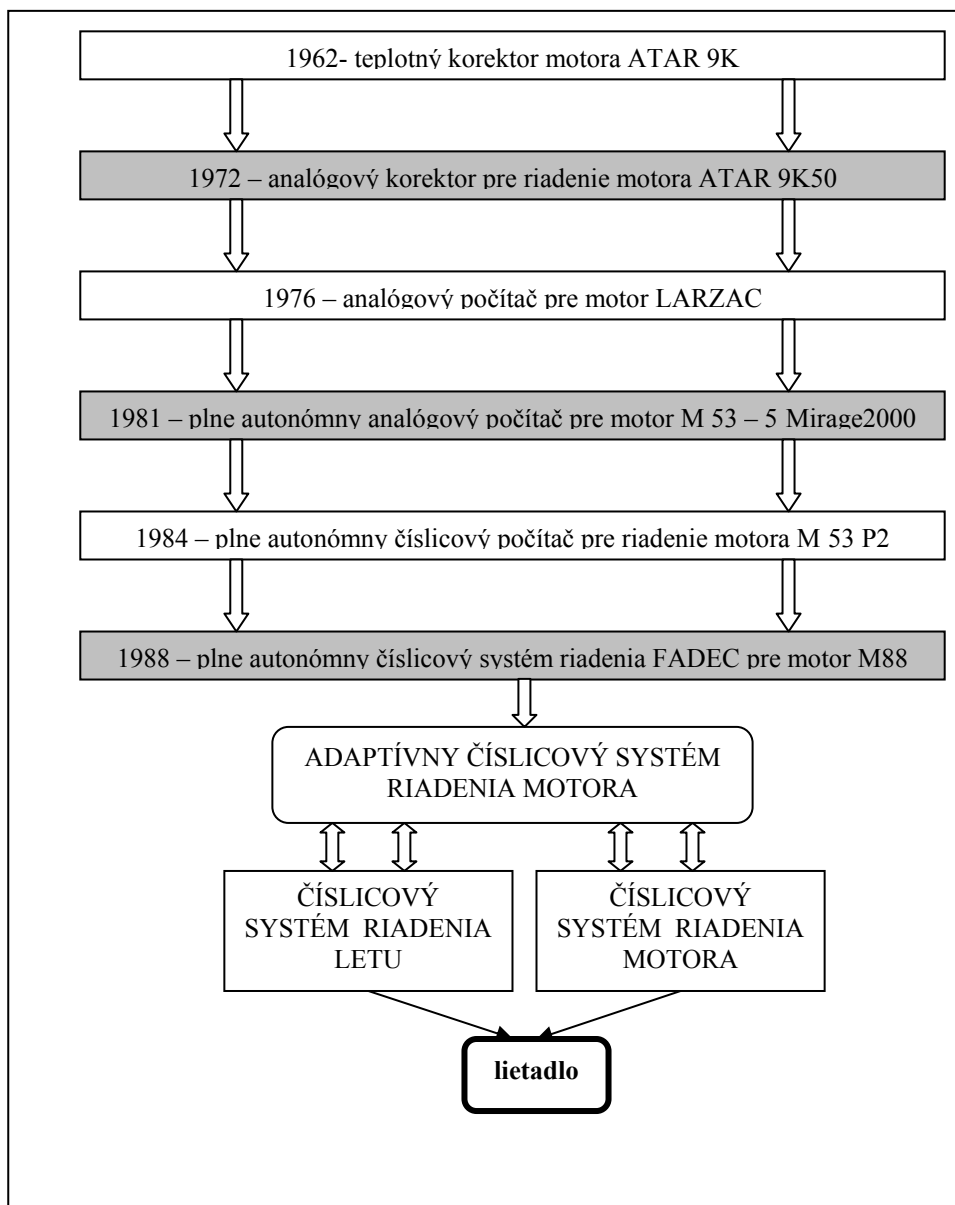 1962- teplotný korektor motora ATAR 9K
1972 – analógový korektor pre riadenie motora ATAR 9K50
1976 – analógový počítač pre motor LARZAC
1981 – plne autonómny analógový počítač pre motor M 53 – 5 Mirage2000
1984 – plne autonómny číslicový počítač pre riadenie motora M 53 P2
1988 – plne autonómny číslicový systém riadenia FADEC pre motor M88
ADAPTÍVNY ČÍSLICOVÝ SYSTÉM
RIADENIA MOTORA
ČÍSLICOVÝ
SYSTÉM RIADENIA
LETU
ČÍSLICOVÝ
SYSTÉM RIADENIA
MOTORA
lietadlo